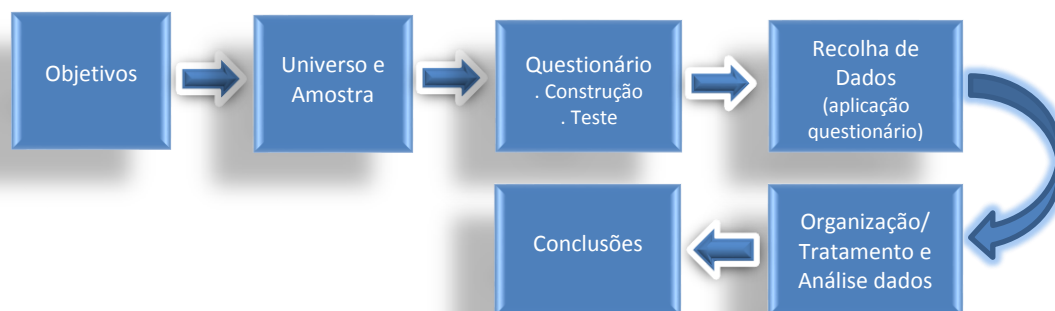 Objetivos
Universo e
Amostra
Questionário
. Construção
. Teste
Recolha de
Dados
(aplicação
questionário)
Organização/
Tratamento e
Análise dados
Conclusões